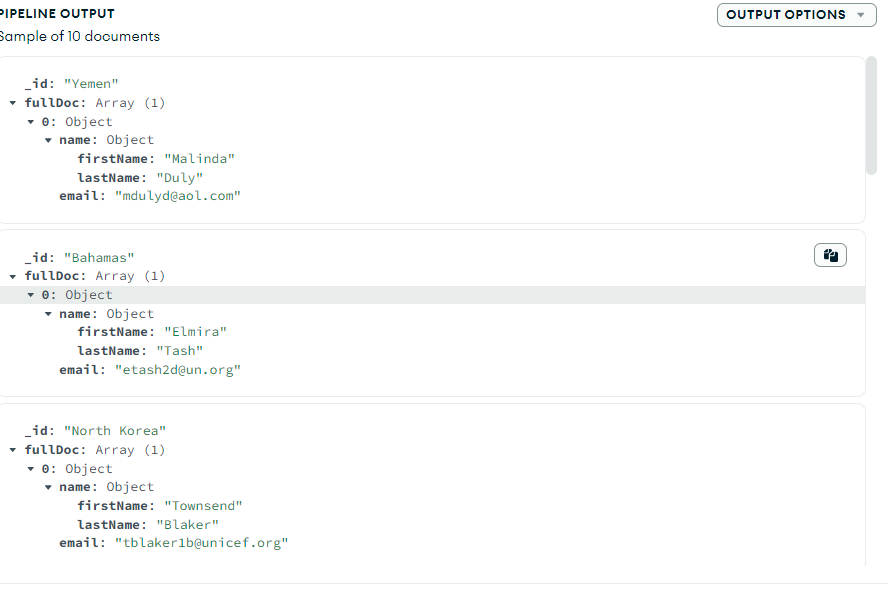 PIPELINE OUTPUT
OUTPUT OPTIONS
Sample of 10 documents
_id: "Yemen"
fullDoc: Array (1)
0: Object
name: Object
firstName: "Malinda"
lastName: "Duly"
email: "mdulyd@aol.com"
_id: "Bahamas"
fullDoc: Array (1)
0: Object
name: Object
firstName: "Elmira"
lastName: "Tash"
email: "etash2d@un.org"
_id: "North Korea"
fullDoc: Array (1)
0: Object
name: Object
firstName: "Townsend"
lastName: "Blaker"
email: "tblaker1b@unicef.org"